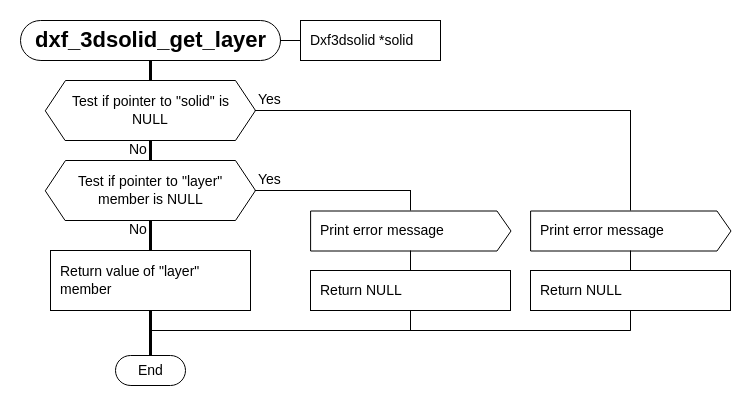 dxf_3dsolid_get_layer
Dxf3dsolid *solid
Test if pointer to "solid" is
NULL
Yes
No
Test if pointer to "layer"
member is NULL
Yes
No
Print error message
Print error message
Return value of "layer"
member
Return NULL
Return NULL
End